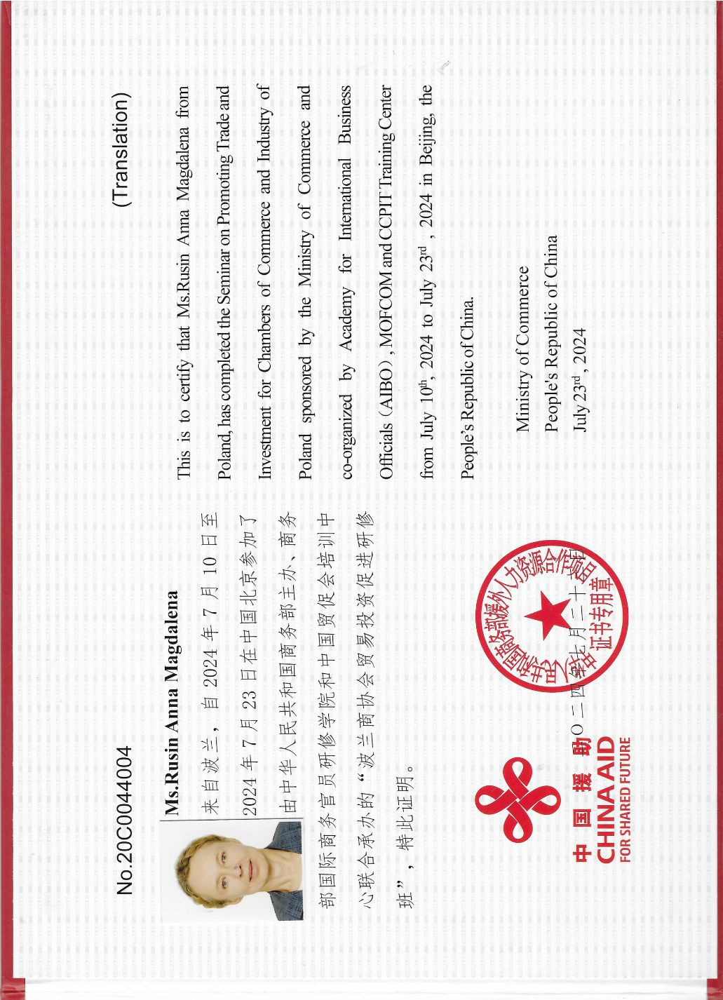 No.20C0044004
Ms.Rusin Anna Magdalena
来自波兰，自 2024 年 7 月 10 日至
2024 年 7 月 23 日在中国北京参加了
由中华人民共和国商务部主办、商务
部国际商务官员研修学院和中国贸促会培训中
心联合承办的“波兰商协会贸易投资促进研修
班”，特此证明。
中国援助
CHINA AID
FOR SHARED FUTURE
中华人民共和国商务部援外人力资源合作项目
证书专用章
二〇二四年七月二十三日
(Translation)
This is to certify that Ms.Rusin Anna Magdalena from
Poland, has completed the Seminar on Promoting Trade and
Investment for Chambers of Commerce and Industry of
Poland sponsored by the Ministry of Commerce and
co-organized by Academy for International Business
Officials（AIBO）, MOFCOM and CCPIT Training Center
from July 10th, 2024 to July 23rd , 2024 in Beijing, the
People’s Republic of China.
Ministry of Commerce
People's Republic of China
July 23rd , 2024